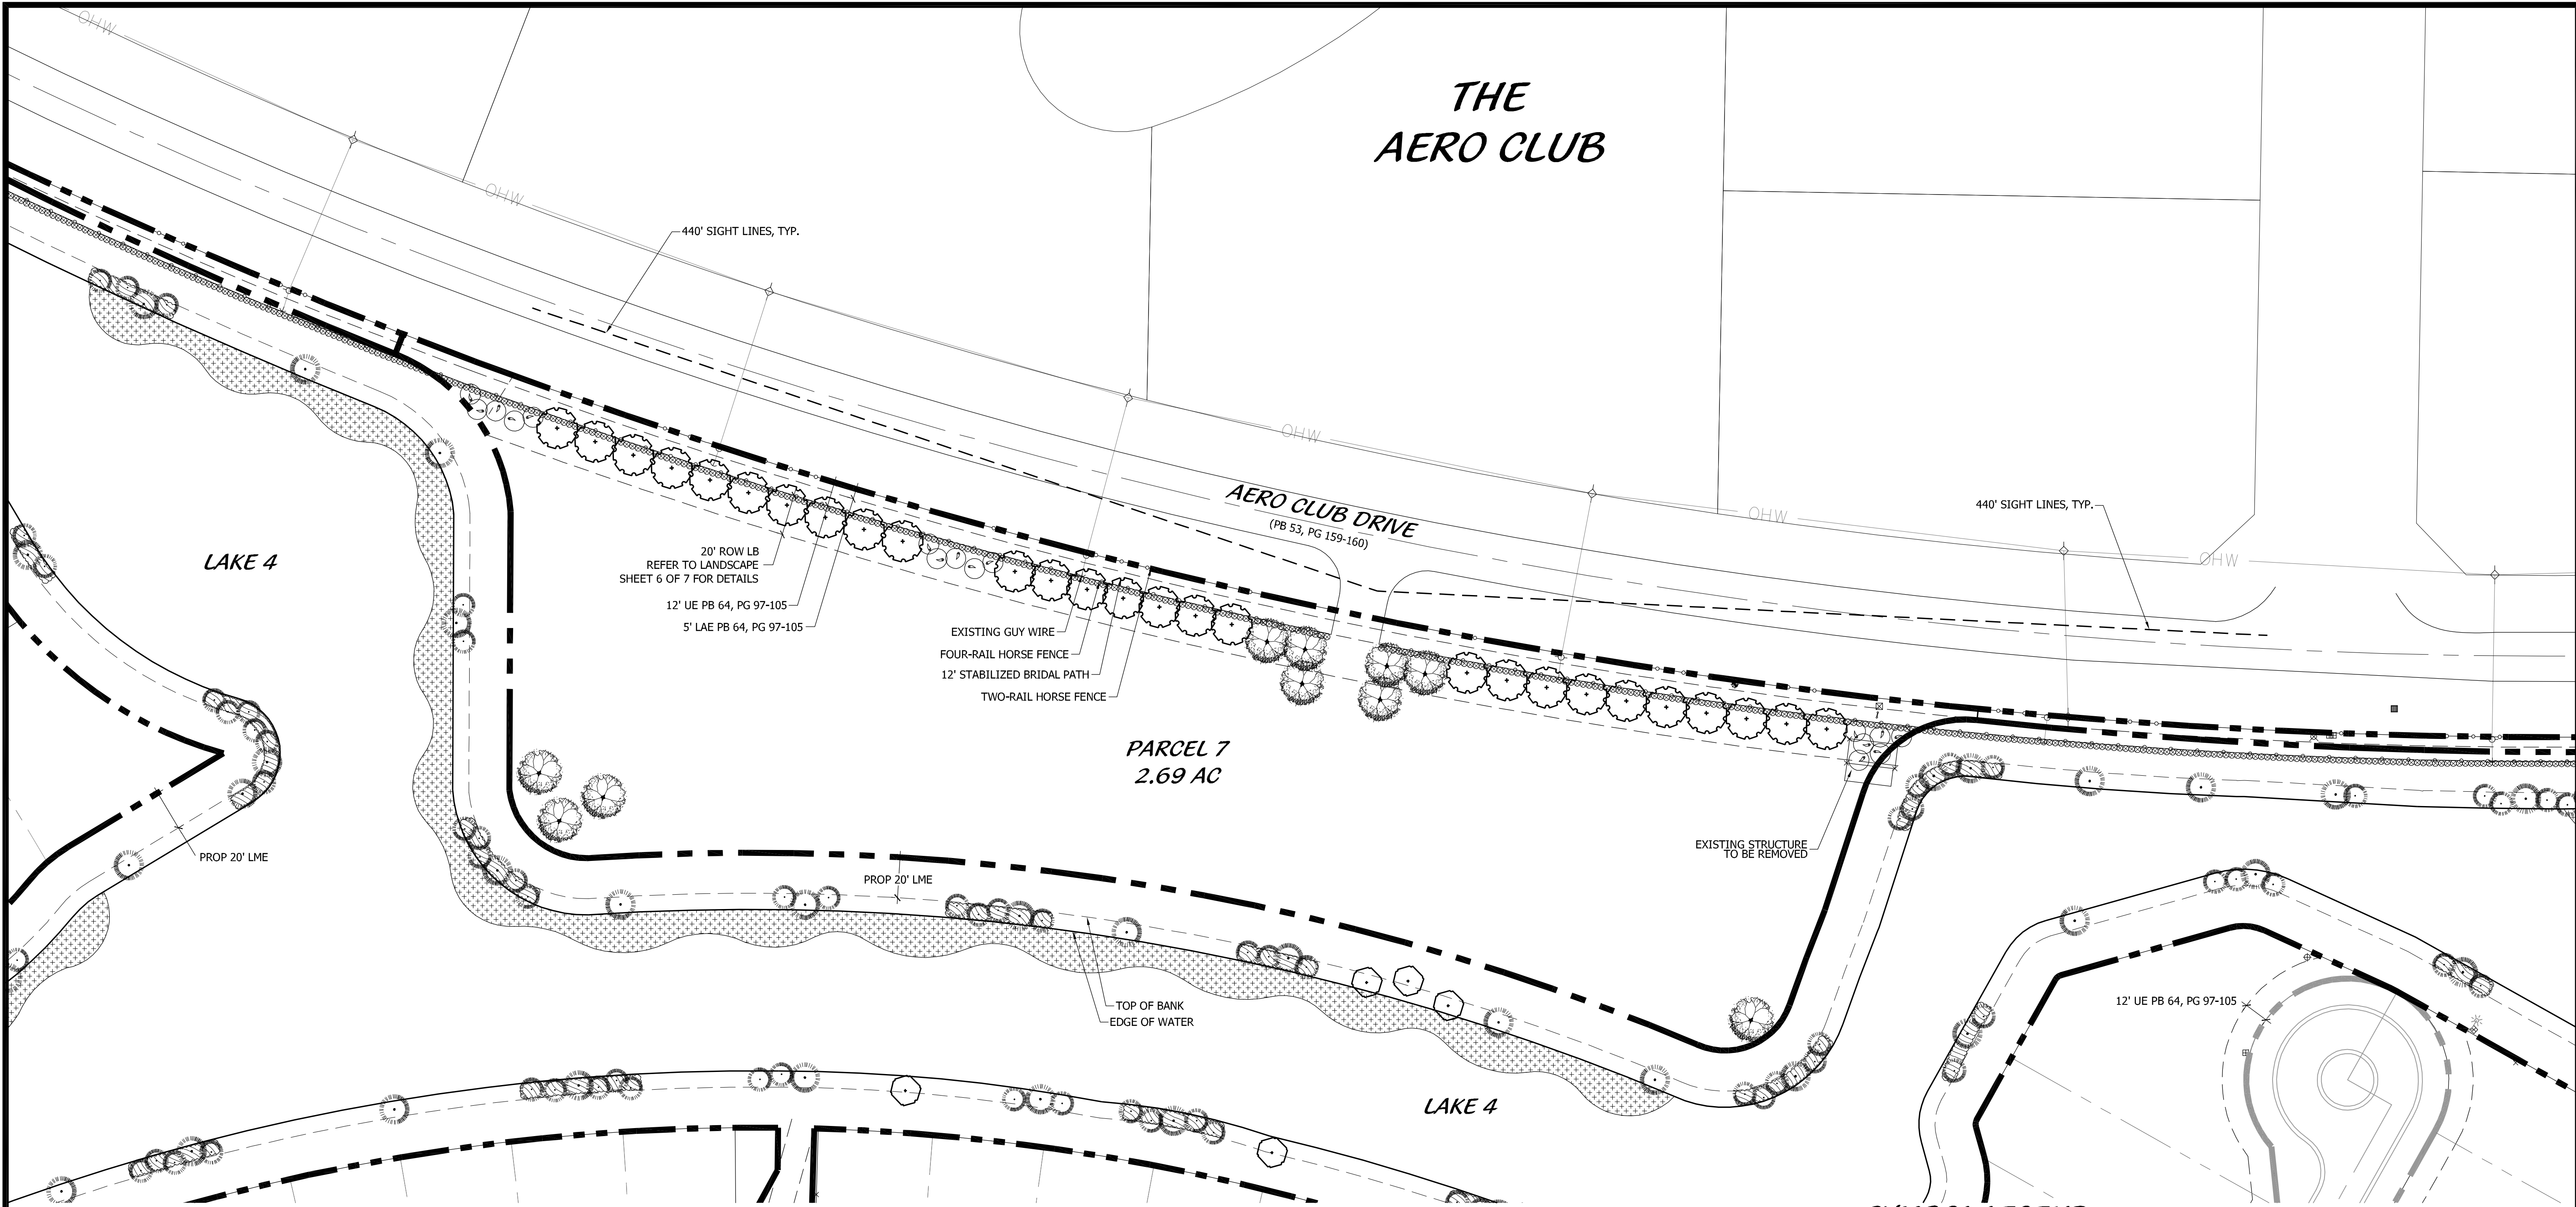 OHW
THE
AERO CLUB
OHW
440' SIGHT LINES, TYP.
OHW
AERO CLUB DRIVE
(PB 53, PG 159-160)
OHW
440' SIGHT LINES, TYP.
OHW
LAKE 4
20' ROW LB
REFER TO LANDSCAPE
SHEET 6 OF 7 FOR DETAILS
12' UE PB 64, PG 97-105
5' LAE PB 64, PG 97-105
EXISTING GUY WIRE
FOUR-RAIL HORSE FENCE
12' STABILIZED BRIDAL PATH
TWO-RAIL HORSE FENCE
PARCEL 7
2.69 AC
EXISTING STRUCTURE
TO BE REMOVED
PROP 20' LME
PROP 20' LME
TOP OF BANK
EDGE OF WATER
12' UE PB 64, PG 97-105
LAKE 4